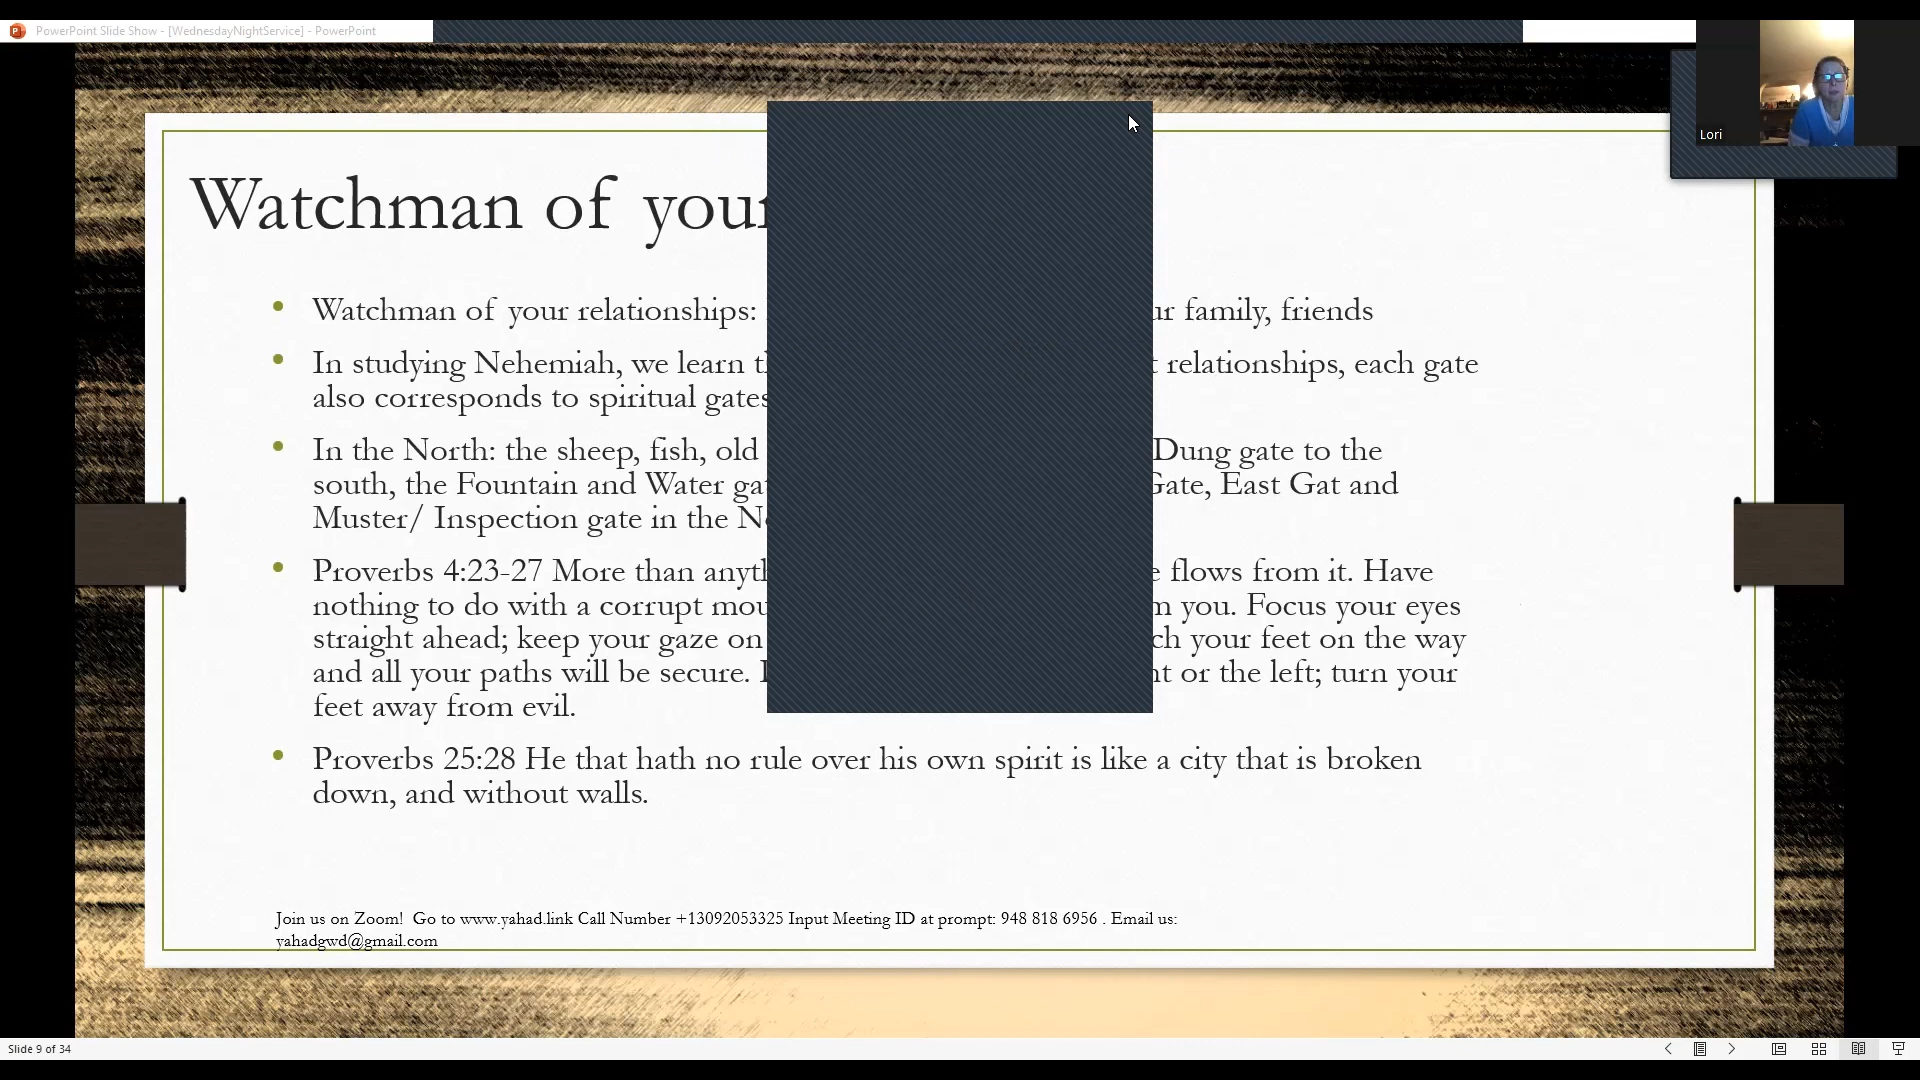 PowerPoint Slide Show - [WednesdayNightService] - PowerPoint
Lori
Watchman of your
Watchman of your relationships: family, friends
In studying Nehemiah, we learn relationships, each gate
also corresponds to spiritual gates
In the North: the sheep, fish, old Dung gate to the
south, the Fountain and Water Gate, East Gat and
Muster/ Inspection gate in the
Proverbs 4:23-27 More than flows from it. Have
nothing to do with a corrupt you. Focus your eyes
straight ahead; keep your gaze on your feet on the way
and all your paths will be secure. or the left; turn your
feet away from evil.
Proverbs 25:28 He that hath no rule over his own spirit is like a city that is broken
down, and without walls.
Join us on Zoom! Go to www.yahad.link Call Number +13092053325 Input Meeting ID at prompt: 948 818 6956 . Email us:
yahadgwd@gmail.com
Slide 9 of 34